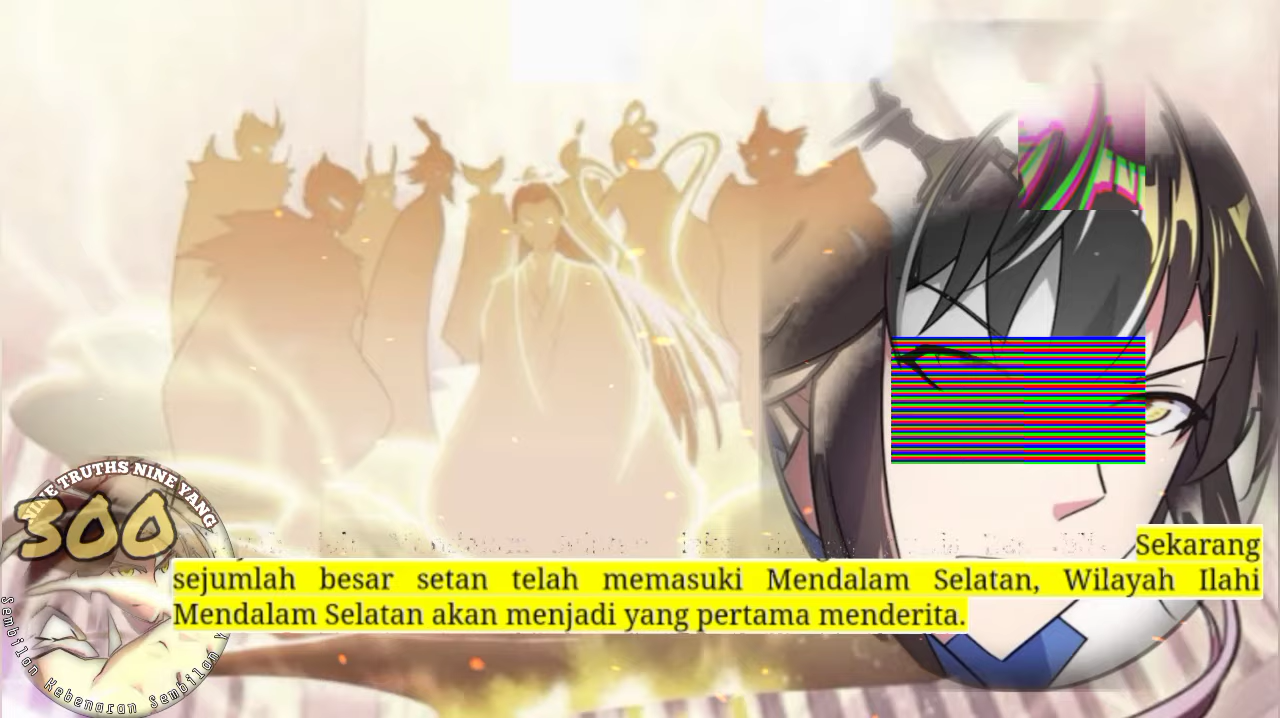 NINE TRUTHS NINE YANG
300
Sembilan Kebenaran Sembilan Y
Sekarang
sejumlah besar setan telah memasuki Mendalam Selatan, Wilayah Ilahi
Mendalam Selatan akan menjadi yang pertama menderita.